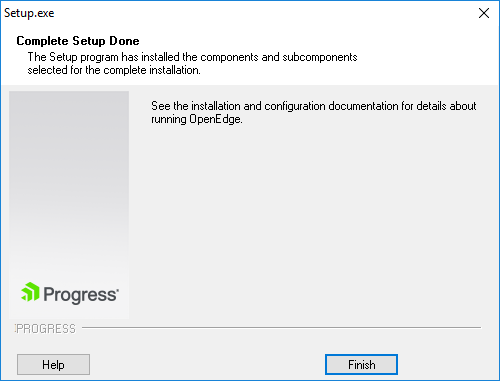 Setup.exe
Complete Setup Done
The Setup program has installed the components and subcomponents
selected for the complete installation.
See the installation and configuration documentation for details about
running OpenEdge.
Progress®
PROGRESS
Help
Finish